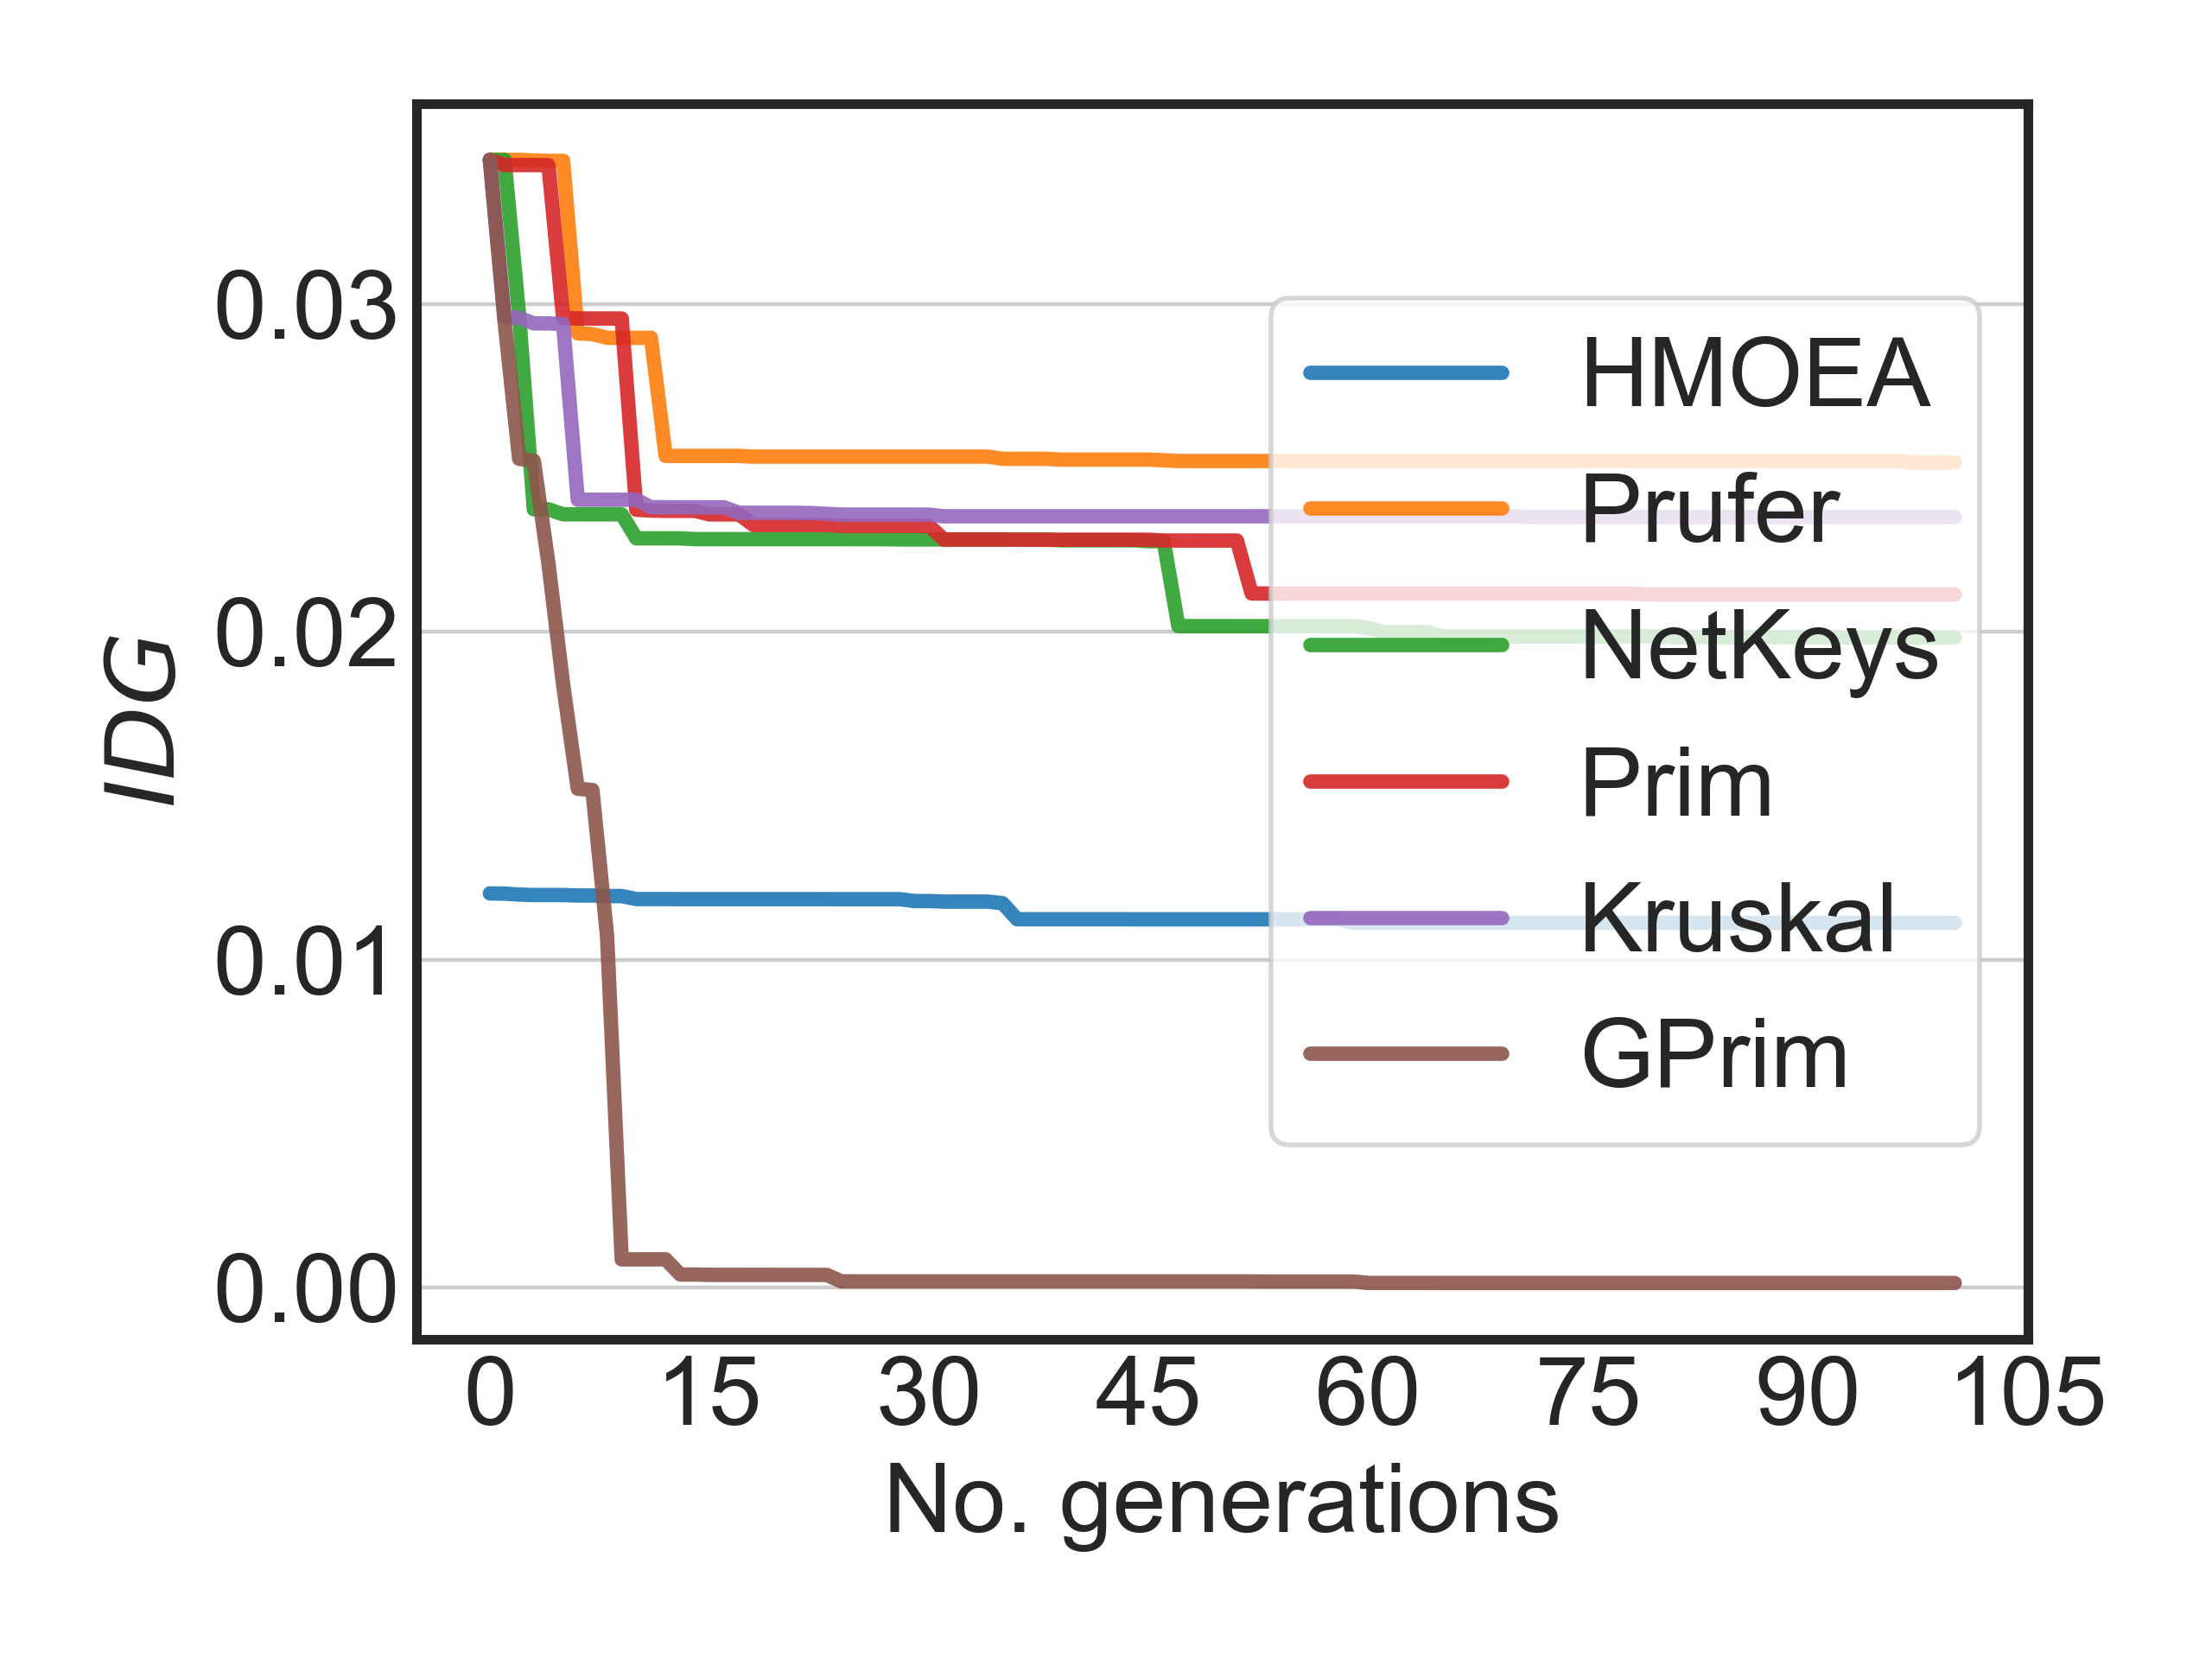 0.03
0.02
0.01
0.00
IDG
0 15 30 45 60 75 90 105
No. generations
HMOEA
Prufer
NetKeys
Prim
Kruskal
GPrim